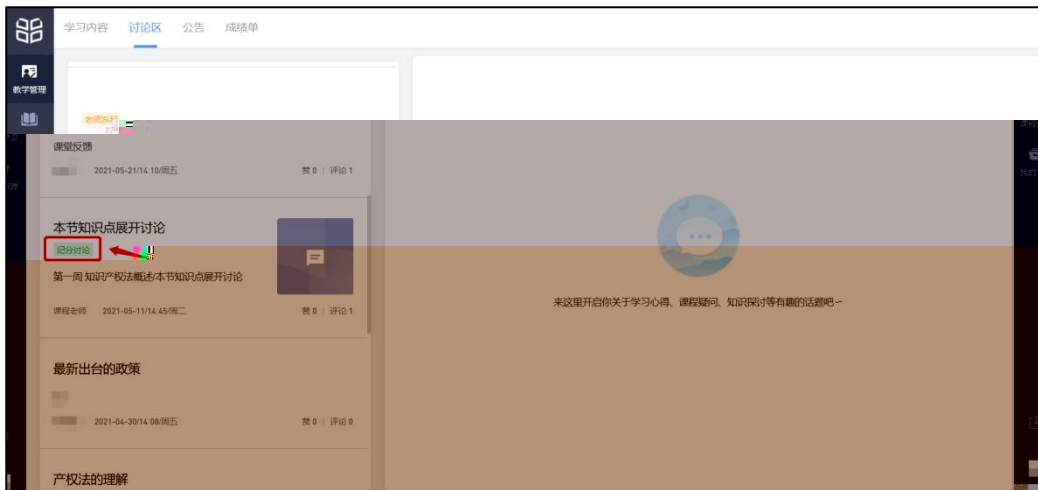 学习内容 讨论区 公告 成绩单
教学管理
课堂反馈
2021-05-21/14:10/周五 赞 0 | 评论 1
本节知识点展开讨论
记分讨论
第一周 知识产权法概述/本节知识点展开讨论
课程老师 2021-05-11/14:45/周二 赞 0 | 评论 1
来这里开启你关于学习心得、课程疑问、知识探讨等有趣的话题吧~
最新出台的政策
2021-04-30/14:08/周五 赞 0 | 评论 0
产权法的理解